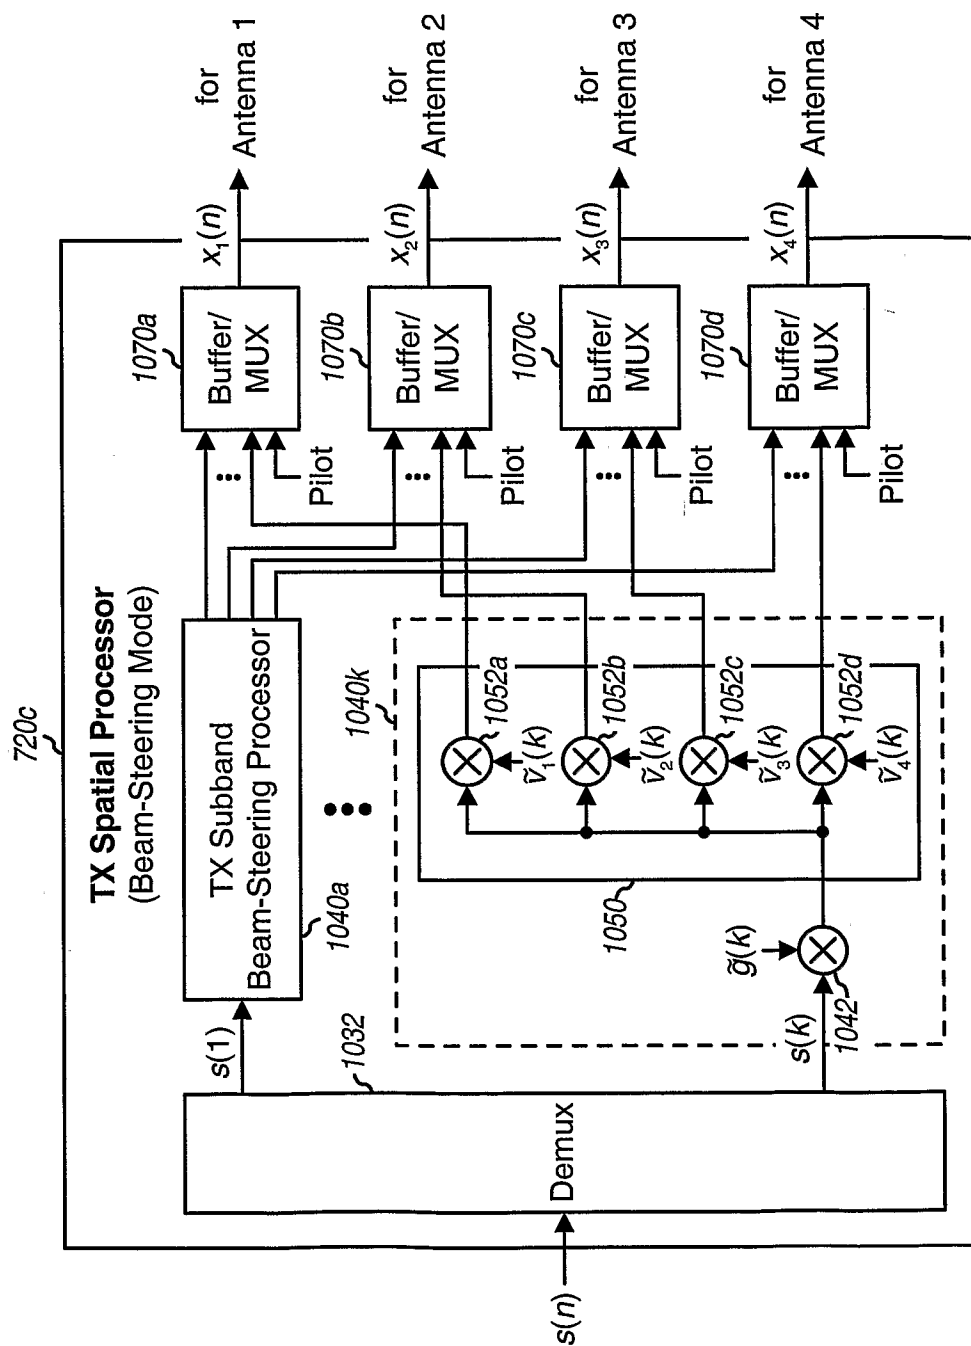 720c
TX Spatial Processor
(Beam-Steering Mode)
s(n)
Demux
1032
s(1)
TX Subband
Beam-Steering Processor
1040a
s(k)
1042
g̃(k)
1040k
1050
1052a
ṽ₁(k)
1052b
ṽ₂(k)
1052c
ṽ₃(k)
1052d
ṽ₄(k)
1070a
Buffer/
MUX
Pilot
x₁(n)
for
Antenna 1
1070b
Buffer/
MUX
Pilot
x₂(n)
for
Antenna 2
1070c
Buffer/
MUX
Pilot
x₃(n)
for
Antenna 3
1070d
Buffer/
MUX
Pilot
x₄(n)
for
Antenna 4